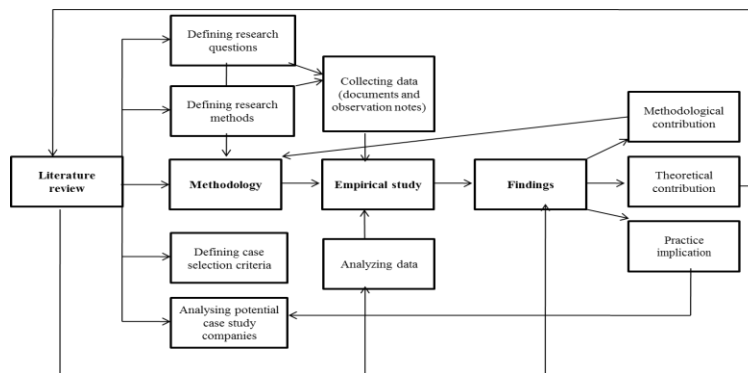 Defining research
questions
Collecting data
(documents and
observation notes)
Defining research
methods
Methodological
contribution
Literature
review
Methodology
Empirical study
Findings
Theoretical
contribution
Defining case
selection criteria
Analyzing data
Practice
implication
Analysing potential
case study
companies